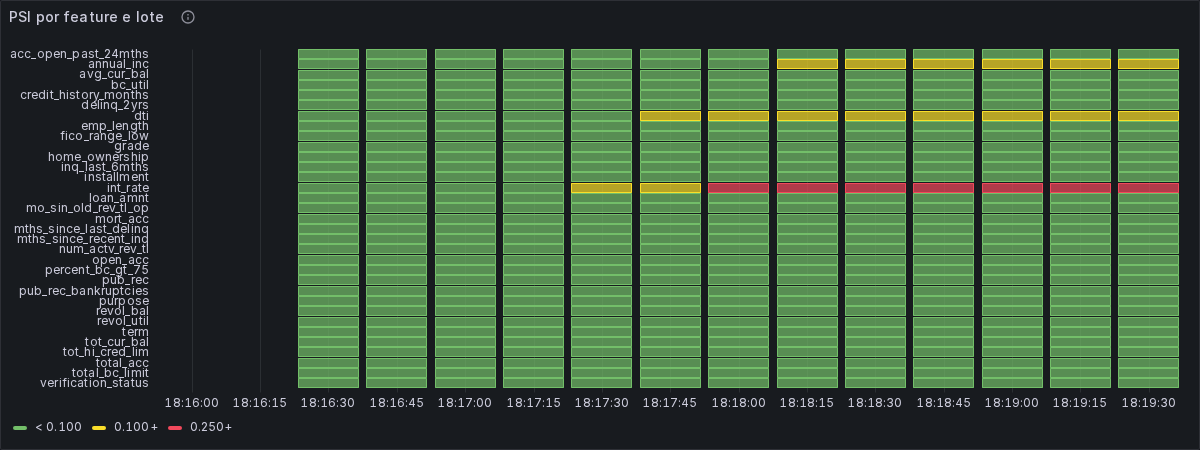 PSI por feature e lote
acc_open_past_24mths
annual_inc
avg_cur_bal
bc_util
credit_history_months
delinq_2yrs
dti
emp_length
fico_range_low
grade
home_ownership
inq_last_6mths
installment
int_rate
loan_amnt
mo_sin_old_rev_tl_op
mort_acc
mths_since_last_delinq
mths_since_recent_inq
num_actv_rev_tl
open_acc
percent_bc_gt_75
pub_rec
pub_rec_bankruptcies
purpose
revol_bal
revol_util
term
tot_cur_bal
tot_hi_cred_lim
total_acc
total_bc_limit
verification_status
18:16:00 18:16:15 18:16:30 18:16:45 18:17:00 18:17:15 18:17:30 18:17:45 18:18:00 18:18:15 18:18:30 18:18:45 18:19:00 18:19:15 18:19:30
< 0.100 0.100+ 0.250+